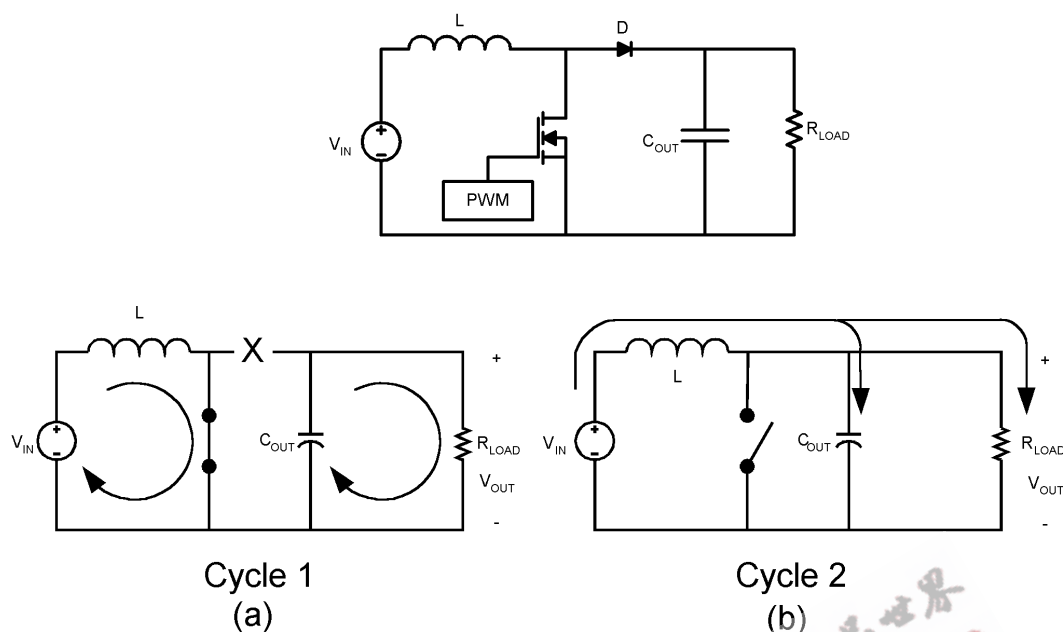 L
D
+
V_IN
-
PWM
C_OUT
R_LOAD
L
X
+
+
V_IN
-
C_OUT
R_LOAD
V_OUT
-
Cycle 1
(a)
L
+
+
V_IN
-
C_OUT
R_LOAD
V_OUT
-
Cycle 2
(b)